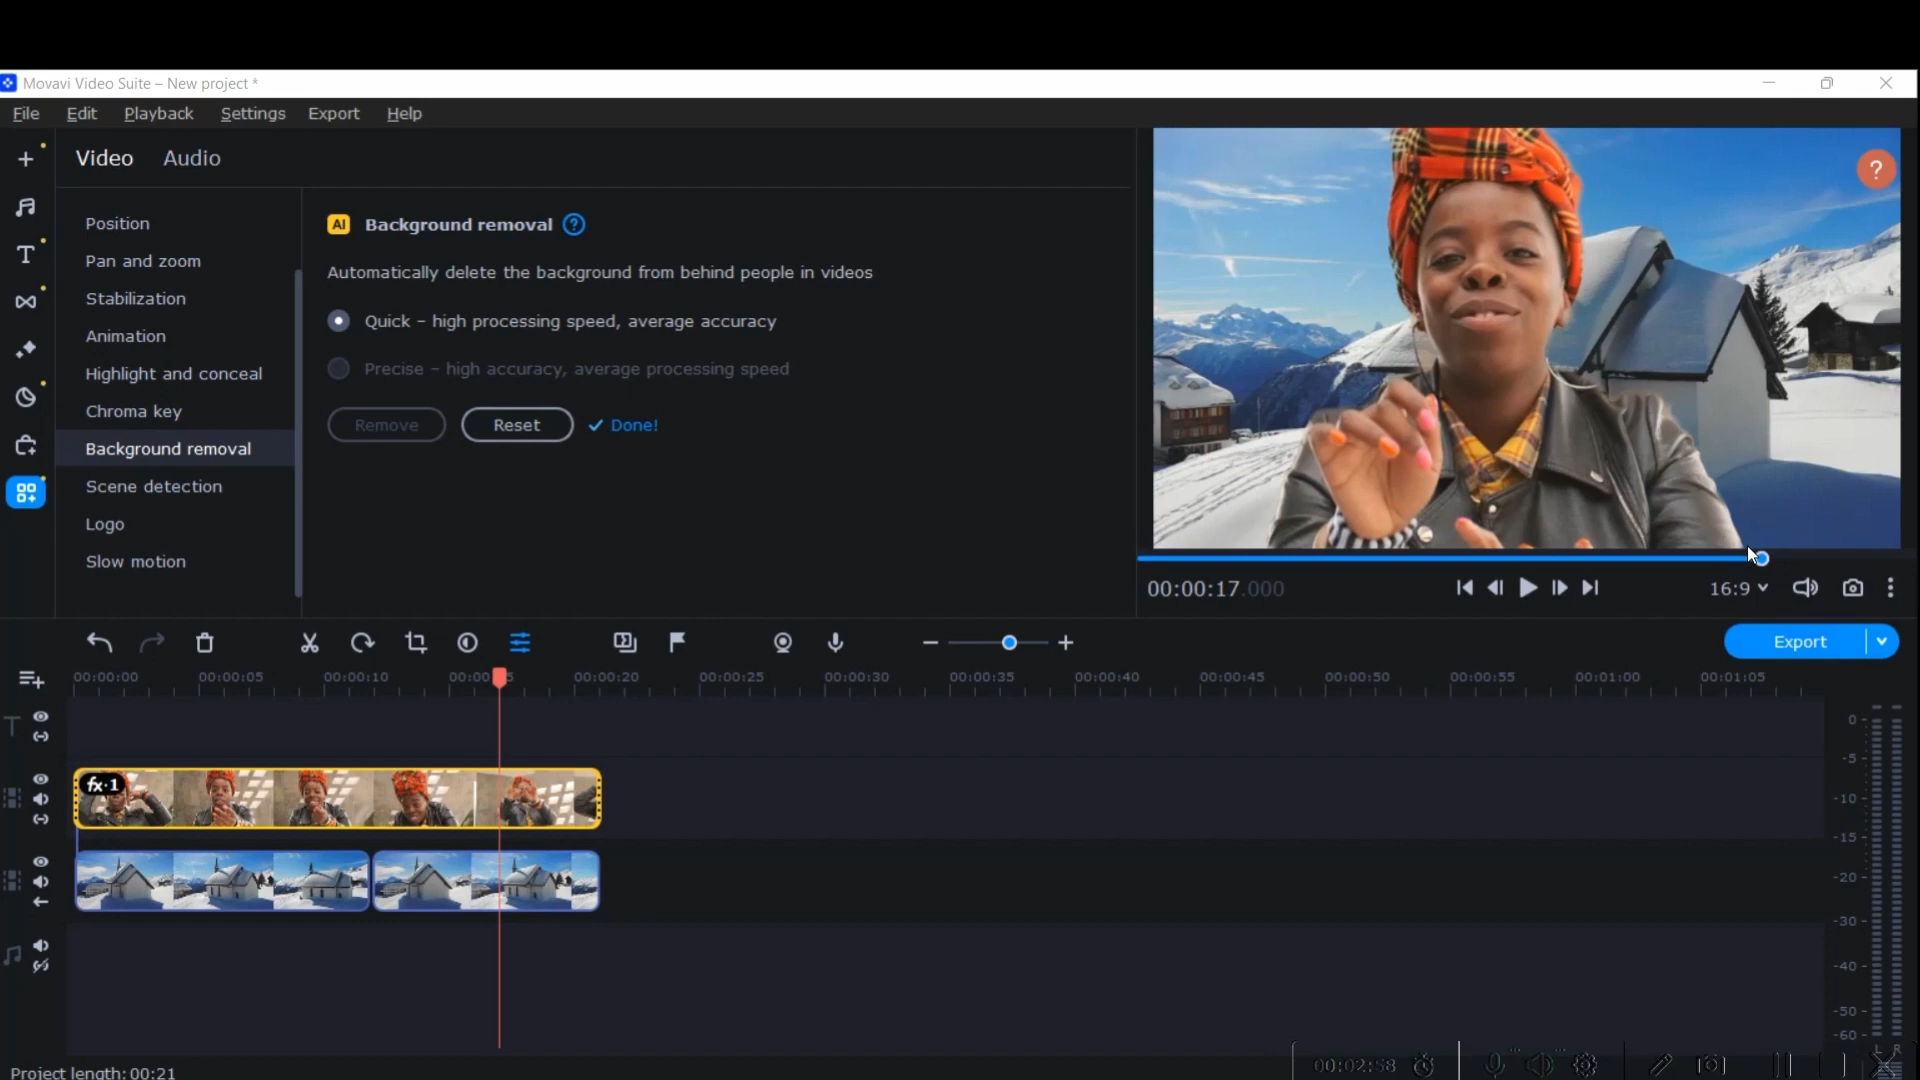 Movavi Video Suite – New project *
File Edit Playback Settings Export Help
Video Audio
Position
Pan and zoom
Stabilization
Animation
Highlight and conceal
Chroma key
Background removal
Scene detection
Logo
Slow motion
AI Background removal ?
Automatically delete the background from behind people in videos
Quick – high processing speed, average accuracy
Precise – high accuracy, average processing speed
Remove Reset Done!
?
00:00:17.000
16:9
Export
00:00:00 00:00:05 00:00:10 00:00 5 00:00:20 00:00:25 00:00:30 00:00:35 00:00:40 00:00:45 00:00:50 00:00:55 00:01:00 00:01:05
T
fx·1
0
-5
-10
-15
-20
-30
-40
-50
-60
L R
00:02:58
Project length: 00:21